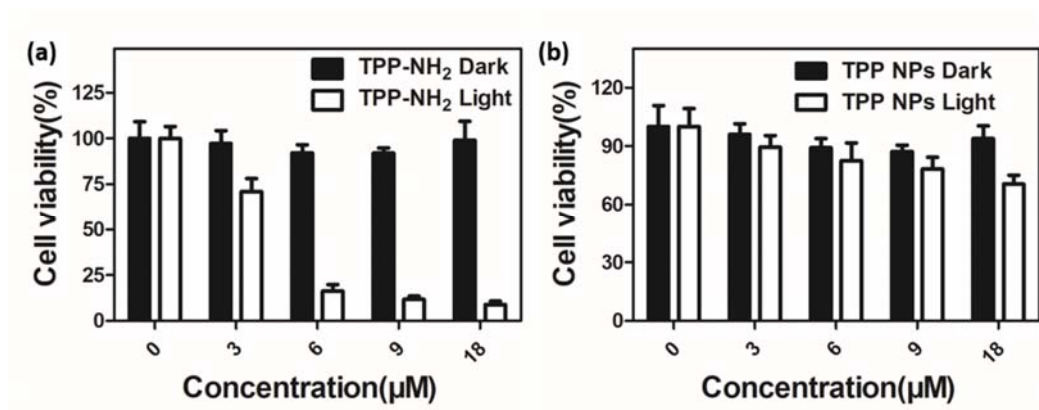 (a)
TPP-NH₂ Dark
TPP-NH₂ Light
Cell viability(%)
125
100
75
50
25
0
0 3 6 9 18
Concentration(μM)
(b)
TPP NPs Dark
TPP NPs Light
Cell viability(%)
120
90
60
30
0
0 3 6 9 18
Concentration(μM)